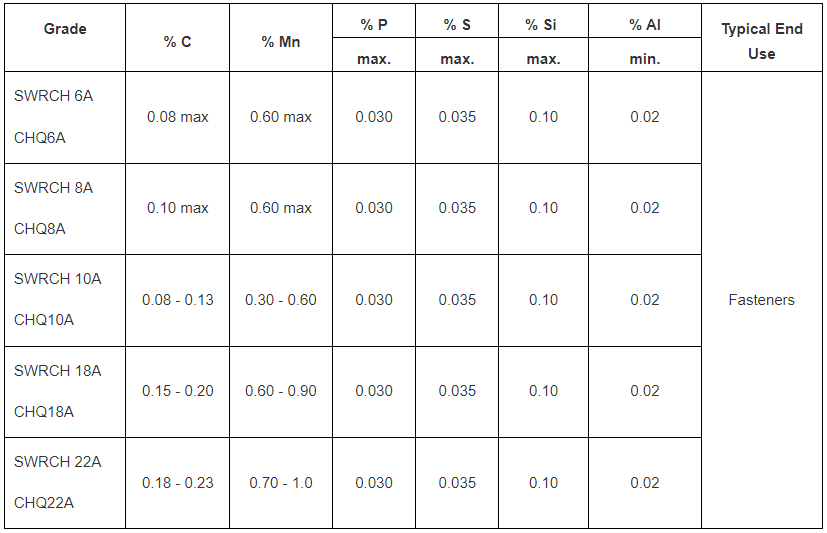 Grade % C % Mn % P % S % Si % Al Typical End Use
max. max. max. min.
SWRCH 6A
CHQ6A
0.08 max 0.60 max 0.030 0.035 0.10 0.02
SWRCH 8A
CHQ8A
0.10 max 0.60 max 0.030 0.035 0.10 0.02
SWRCH 10A
CHQ10A
0.08 - 0.13 0.30 - 0.60 0.030 0.035 0.10 0.02 Fasteners
SWRCH 18A
CHQ18A
0.15 - 0.20 0.60 - 0.90 0.030 0.035 0.10 0.02
SWRCH 22A
CHQ22A
0.18 - 0.23 0.70 - 1.0 0.030 0.035 0.10 0.02